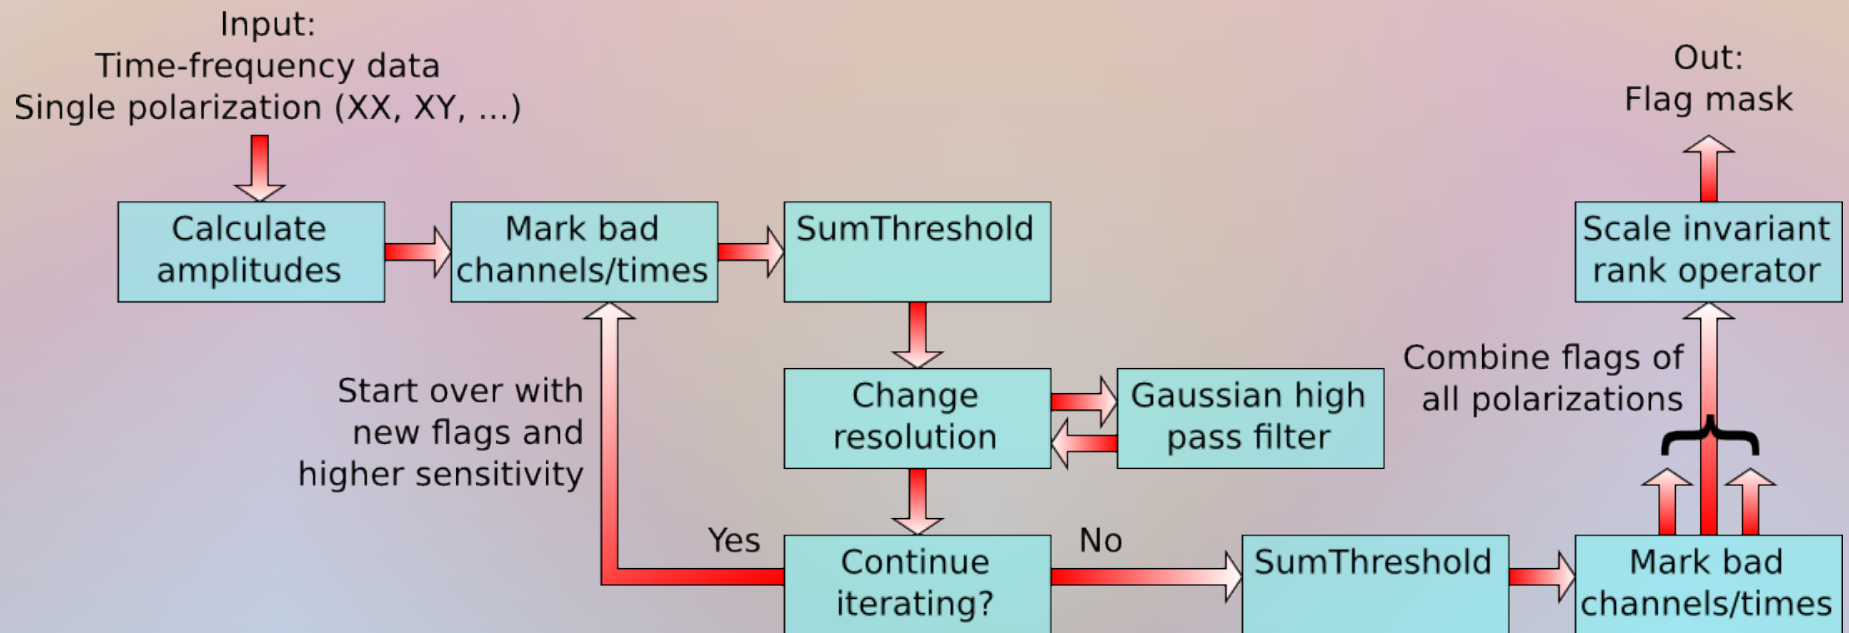 Input:
Time-frequency data
Single polarization (XX, XY, ...)
Out:
Flag mask
Calculate
amplitudes
Mark bad
channels/times
SumThreshold
Scale invariant
rank operator
Change
resolution
Gaussian high
pass filter
Combine flags of
all polarizations
Start over with
new flags and
higher sensitivity
Yes
Continue
iterating?
No
SumThreshold
Mark bad
channels/times